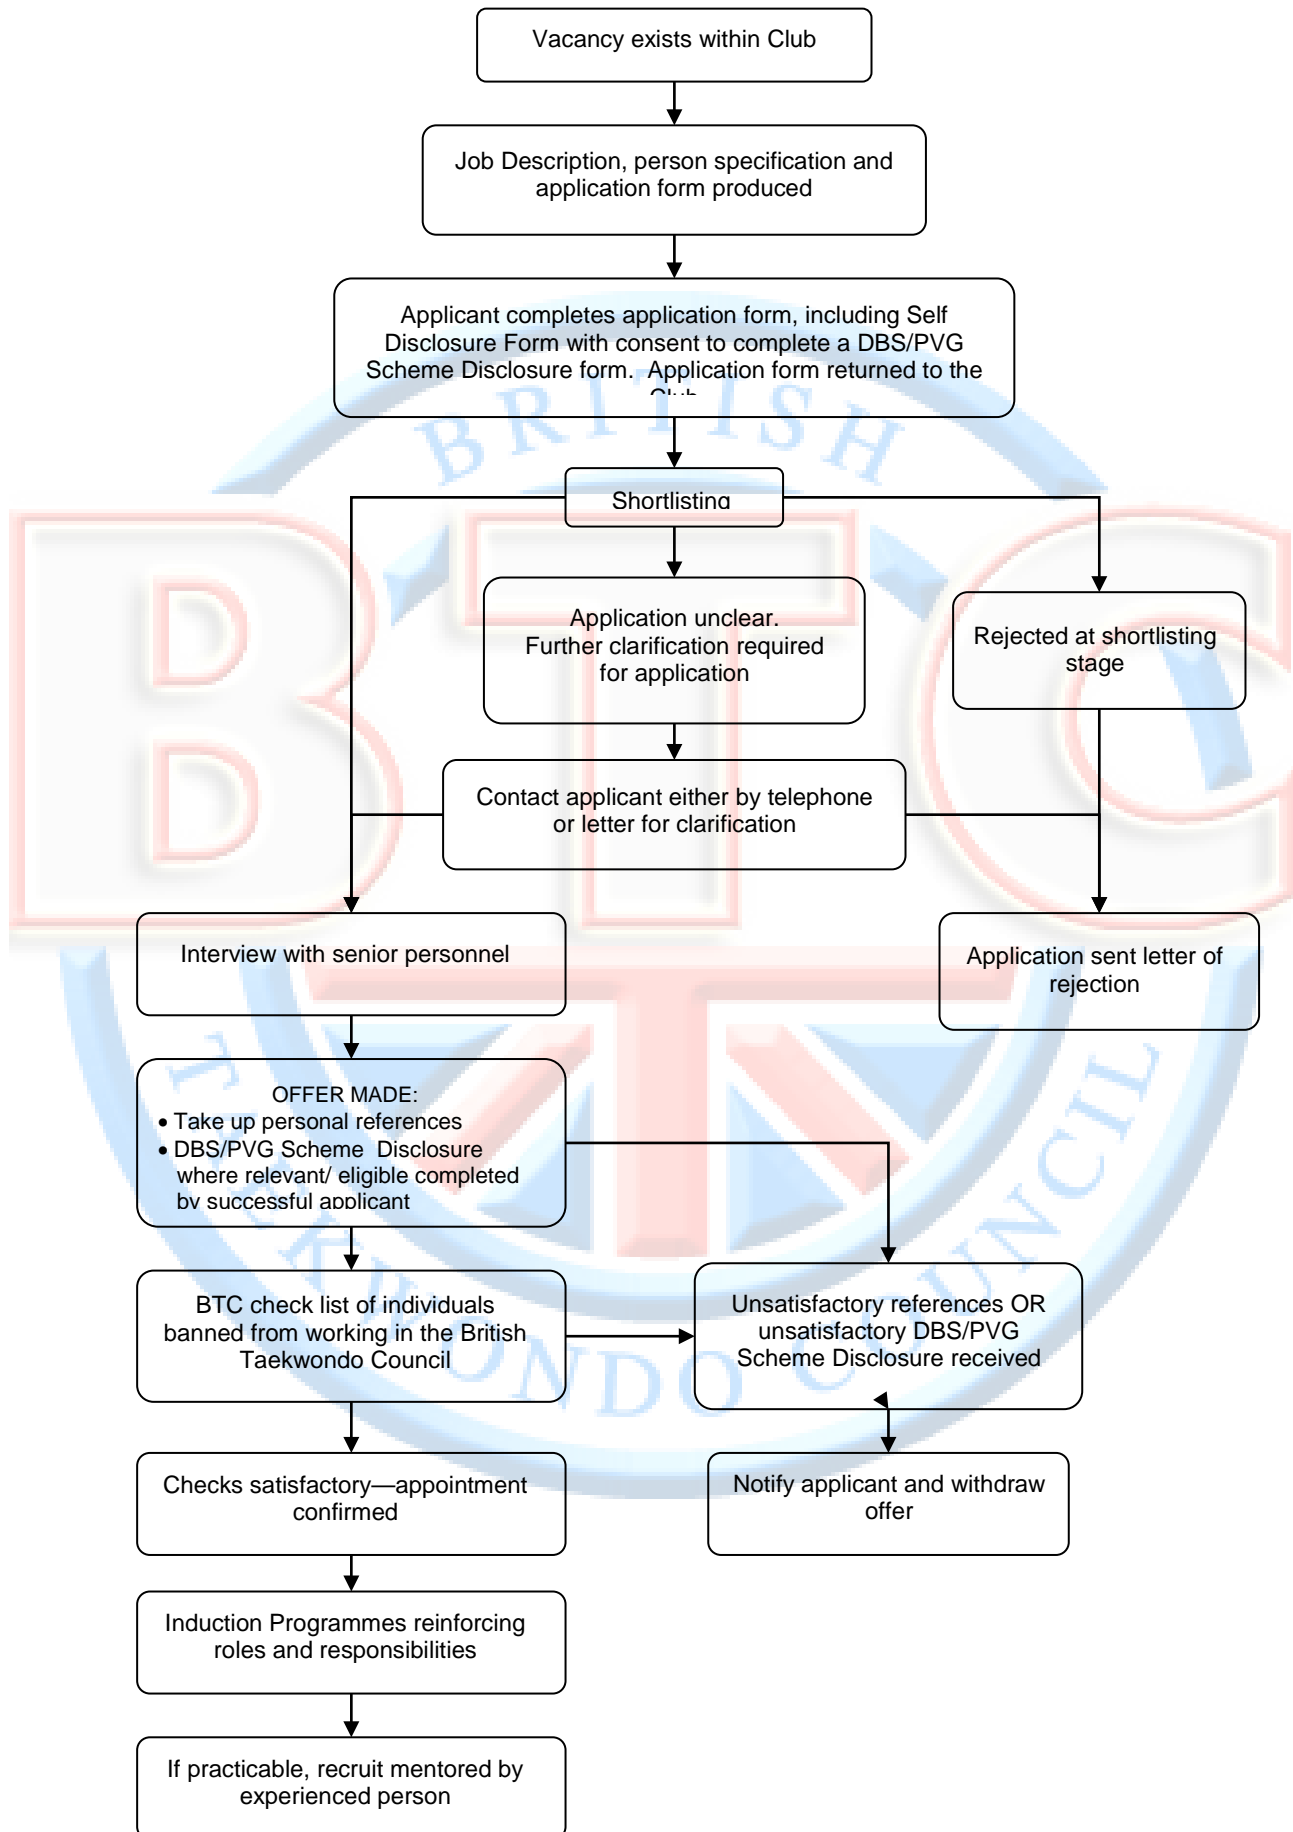 Vacancy exists within Club
Job Description, person specification and
application form produced
Applicant completes application form, including Self
Disclosure Form with consent to complete a DBS/PVG
Scheme Disclosure form.  Application form returned to the
Club
Shortlisting
Application unclear.
Further clarification required
for application
Rejected at shortlisting
stage
Contact applicant either by telephone
or letter for clarification
Interview with senior personnel
Application sent letter of
rejection
OFFER MADE:
• Take up personal references
• DBS/PVG Scheme  Disclosure
where relevant/ eligible completed
by successful applicant
BTC check list of individuals
banned from working in the British
Taekwondo Council
Unsatisfactory references OR
unsatisfactory DBS/PVG
Scheme Disclosure received
Checks satisfactory—appointment
confirmed
Notify applicant and withdraw
offer
Induction Programmes reinforcing
roles and responsibilities
If practicable, recruit mentored by
experienced person
BRITISH
BTC
TAEKWONDO COUNCIL